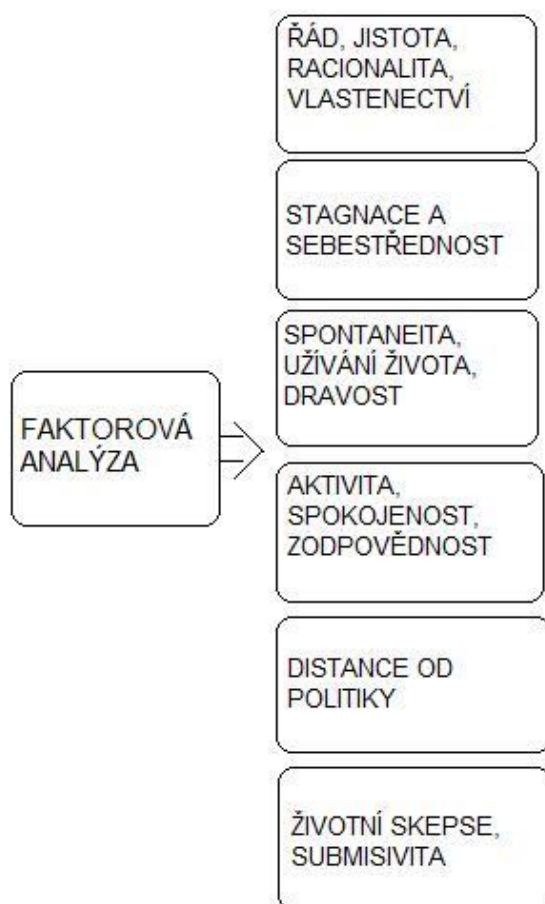 ŘÁD, JISTOTA,
RACIONALITA,
VLASTENECTVÍ
STAGNACE A
SEBESTŘEDNOST
SPONTANEITA,
UŽÍVÁNÍ ŽIVOTA,
DRAVOST
FAKTOROVÁ
ANALÝZA
AKTIVITA,
SPOKOJENOST,
ZODPOVĚDNOST
DISTANCE OD
POLITIKY
ŽIVOTNÍ SKEPSE,
SUBMISIVITA